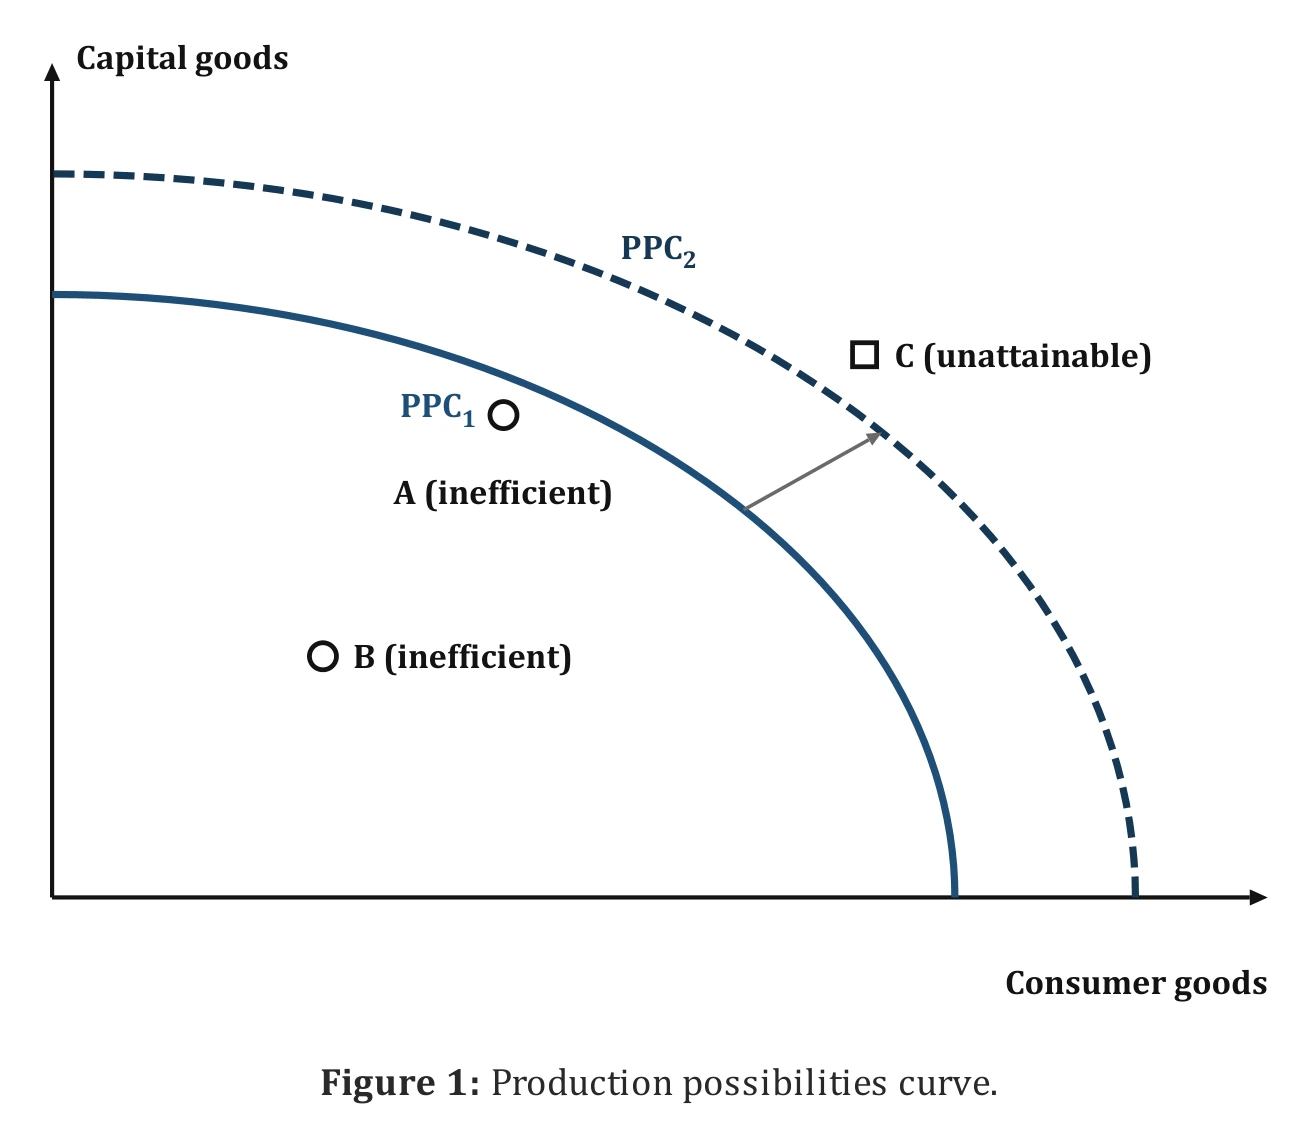 Capital goods
PPC₂
C (unattainable)
PPC₁
A (inefficient)
B (inefficient)
Consumer goods
Figure 1: Production possibilities curve.